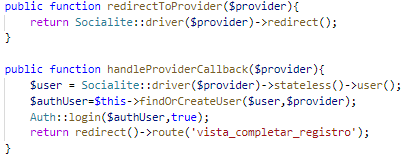 public function redirectToProvider($provider){
    return Socialite::driver($provider)->redirect();
}

public function handleProviderCallback($provider){
    $user = Socialite::driver($provider)->stateless()->user();
    $authUser=$this->findOrCreateUser($user,$provider);
    Auth::login($authUser,true);
    return redirect()->route('vista_completar_registro');
}